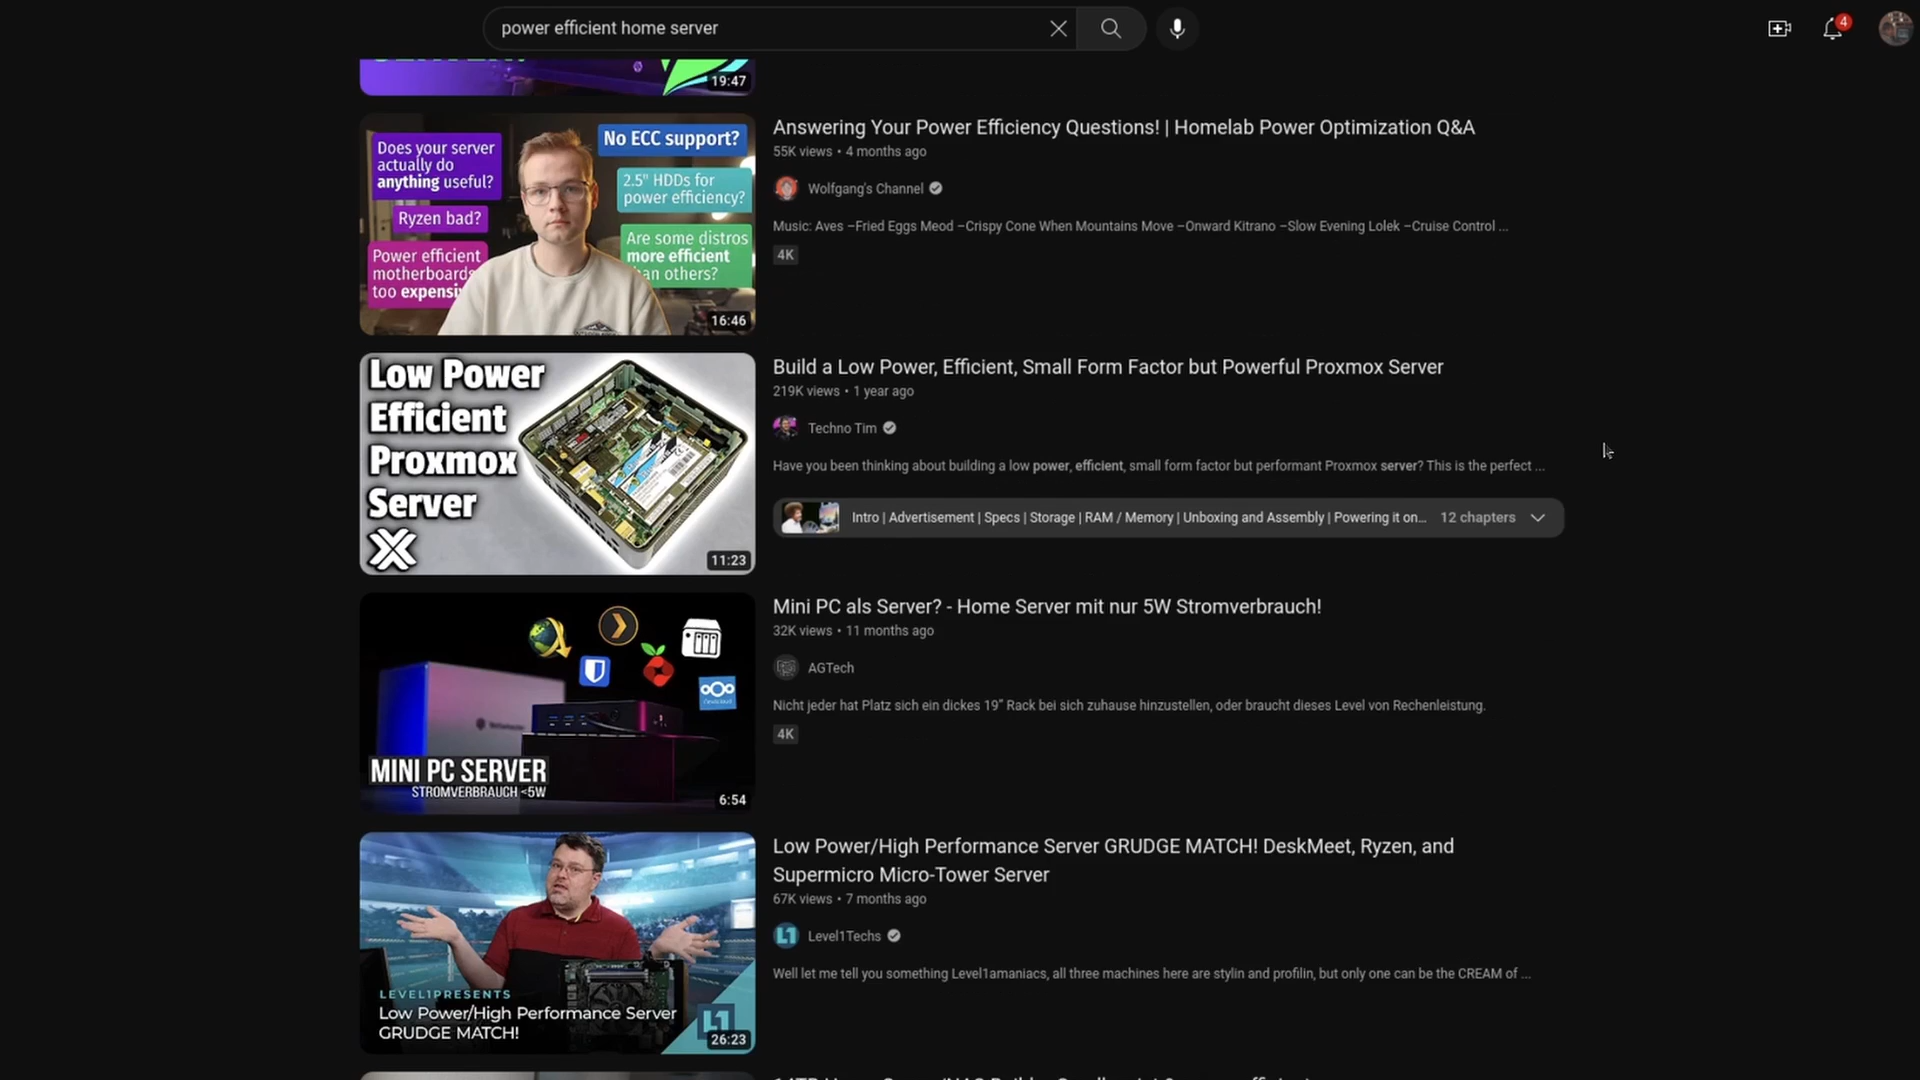 power efficient home server
4
19:47
Does your server
actually do
anything useful?
No ECC support?
2.5" HDDs for
power efficiency?
Ryzen bad?
Are some distros
more efficient
than others?
Power efficient
motherboards
too
16:46
Answering Your Power Efficiency Questions! | Homelab Power Optimization Q&A
55K views • 4 months ago
Wolfgang's Channel
Music: Aves –Fried Eggs Meod –Crispy Cone When Mountains Move –Onward Kitrano –Slow Evening Lolek –Cruise Control ...
4K
Low Power
Efficient
Proxmox
Server
11:23
Build a Low Power, Efficient, Small Form Factor but Powerful Proxmox Server
219K views • 1 year ago
Techno Tim
Have you been thinking about building a low power, efficient, small form factor but performant Proxmox server? This is the perfect ...
Intro | Advertisement | Specs | Storage | RAM / Memory | Unboxing and Assembly | Powering it on... 12 chapters
MINI PC SERVER
STROMVERBRAUCH <5W
6:54
Mini PC als Server? - Home Server mit nur 5W Stromverbrauch!
32K views • 11 months ago
AGTech
Nicht jeder hat Platz sich ein dickes 19” Rack bei sich zuhause hinzustellen, oder braucht dieses Level von Rechenleistung.
4K
LEVEL1PRESENTS
Low Power/High Performance Server
GRUDGE MATCH!
L1
26:23
Low Power/High Performance Server GRUDGE MATCH! DeskMeet, Ryzen, and
Supermicro Micro-Tower Server
67K views • 7 months ago
L1
Level1Techs
Well let me tell you something Level1amaniacs, all three machines here are stylin and profilin, but only one can be the CREAM of ...